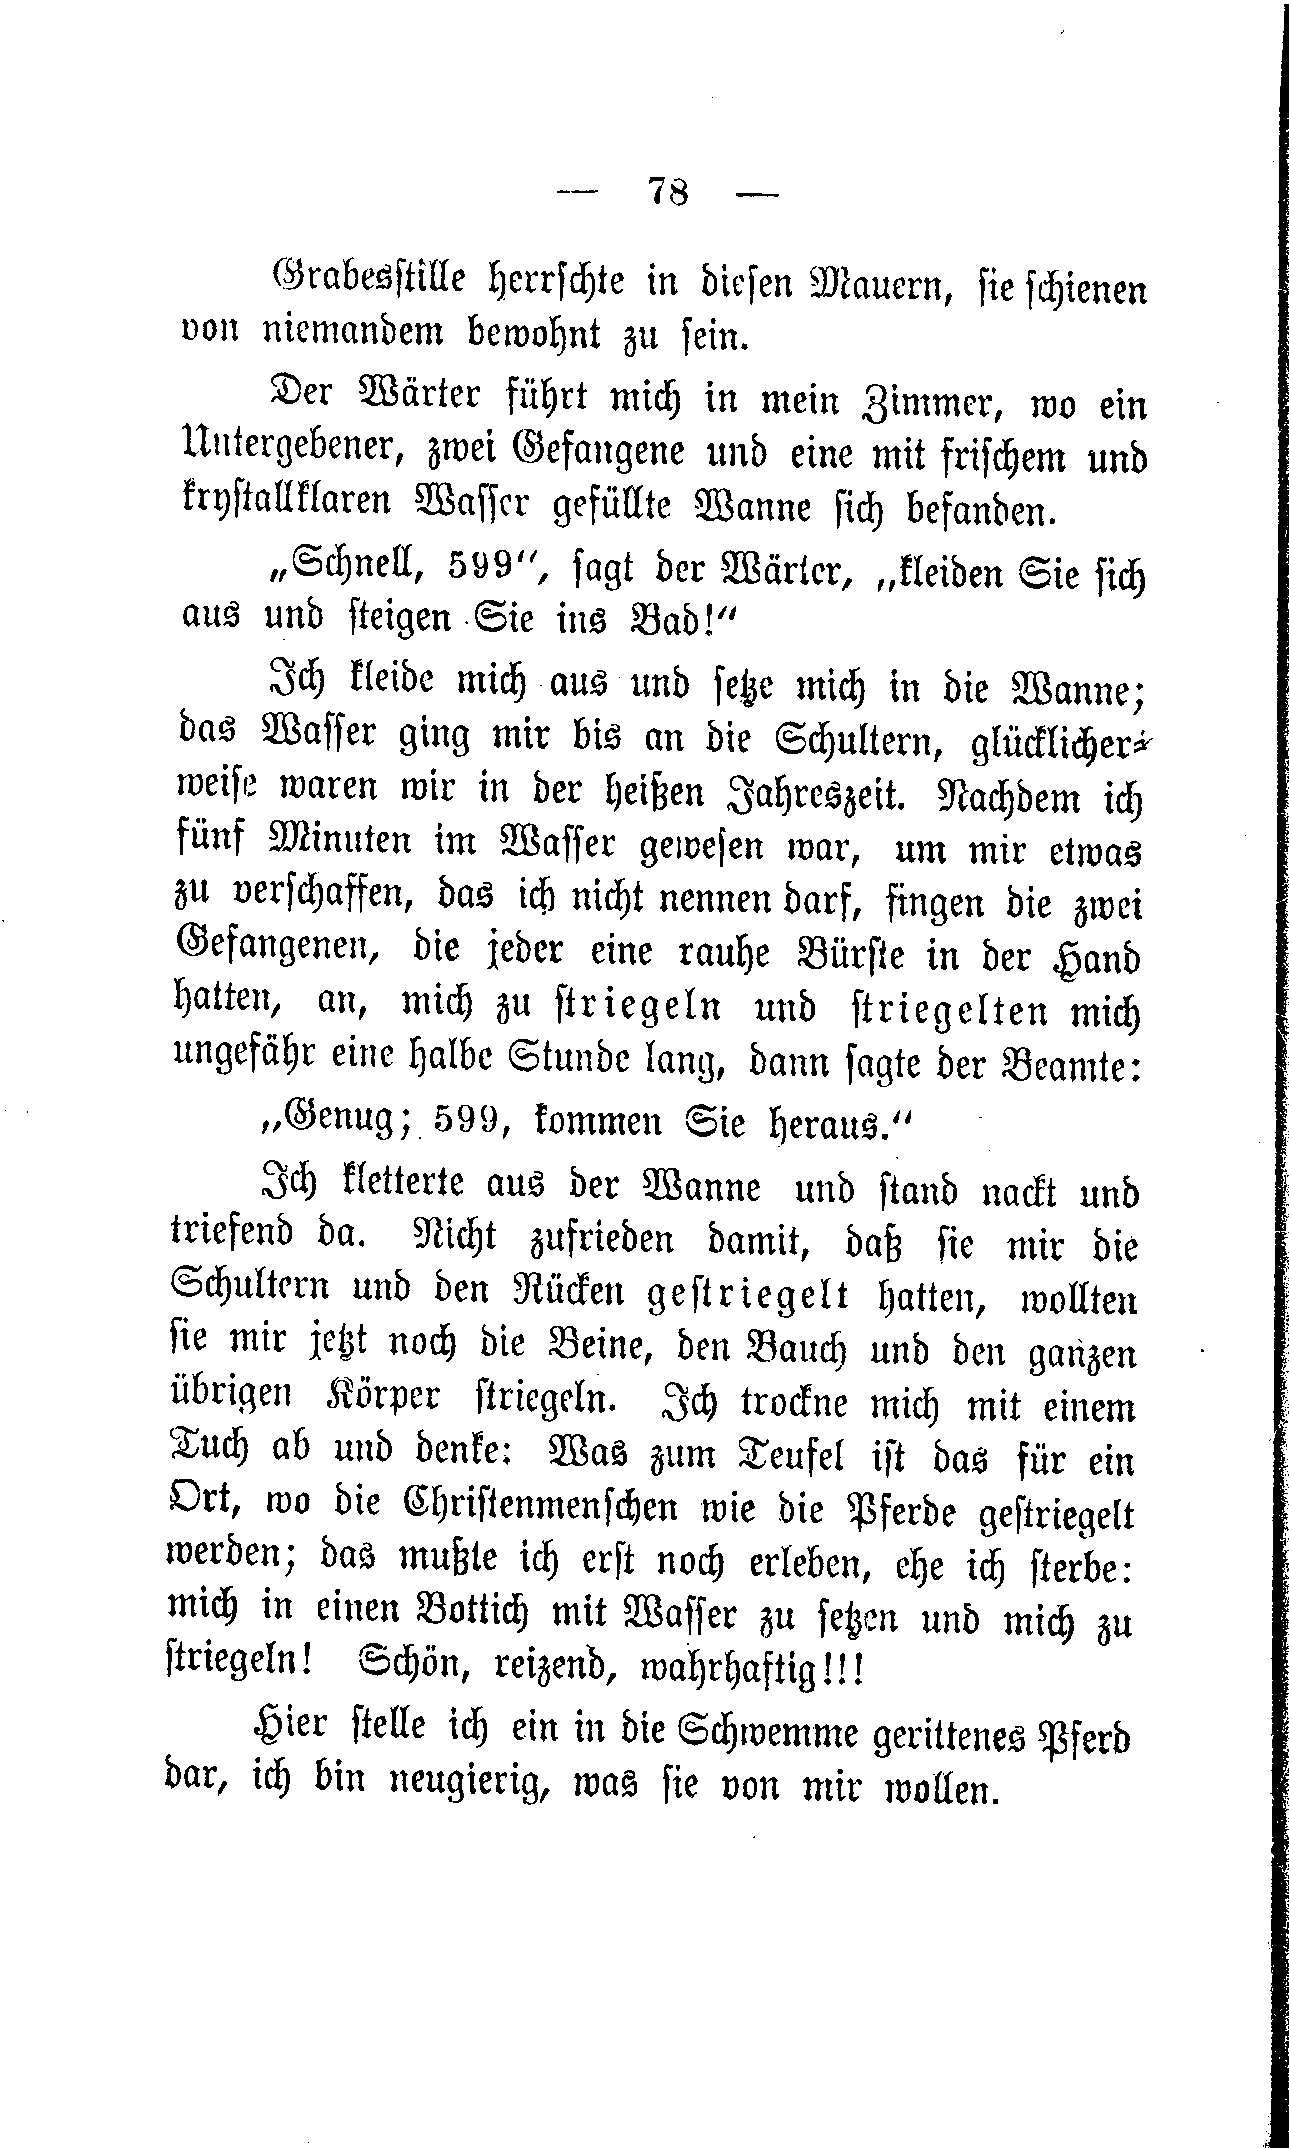 — 78 —
Grabesstille herrschte in diesen Mauern, sie schienen
von niemandem bewohnt zu sein.
Der Wärter führt mich in mein Zimmer, wo ein
Untergebener, zwei Gefangene und eine mit frischem und
krystallklaren Wasser gefüllte Wanne sich befanden.
„Schnell, 599“, sagt der Wärter, „kleiden Sie sich
aus und steigen Sie ins Bad!“
Ich kleide mich aus und setze mich in die Wanne;
das Wasser ging mir bis an die Schultern, glücklicher-
weise waren wir in der heißen Jahreszeit. Nachdem ich
fünf Minuten im Wasser gewesen war, um mir etwas
zu verschaffen, das ich nicht nennen darf, fingen die zwei
Gefangenen, die jeder eine rauhe Bürste in der Hand
hatten, an, mich zu striegeln und striegelten mich
ungefähr eine halbe Stunde lang, dann sagte der Beamte:
„Genug; 599, kommen Sie heraus.“
Ich kletterte aus der Wanne und stand nackt und
triefend da. Nicht zufrieden damit, daß sie mir die
Schultern und den Rücken gestriegelt hatten, wollten
sie mir jetzt noch die Beine, den Bauch und den ganzen
übrigen Körper striegeln. Ich trockne mich mit einem
Tuch ab und denke: Was zum Teufel ist das für ein
Ort, wo die Christenmenschen wie die Pferde gestriegelt
werden; das mußte ich erst noch erleben, ehe ich sterbe:
mich in einen Bottich mit Wasser zu setzen und mich zu
striegeln! Schön, reizend, wahrhaftig!!!
Hier stelle ich ein in die Schwemme gerittenes Pferd
dar, ich bin neugierig, was sie von mir wollen.